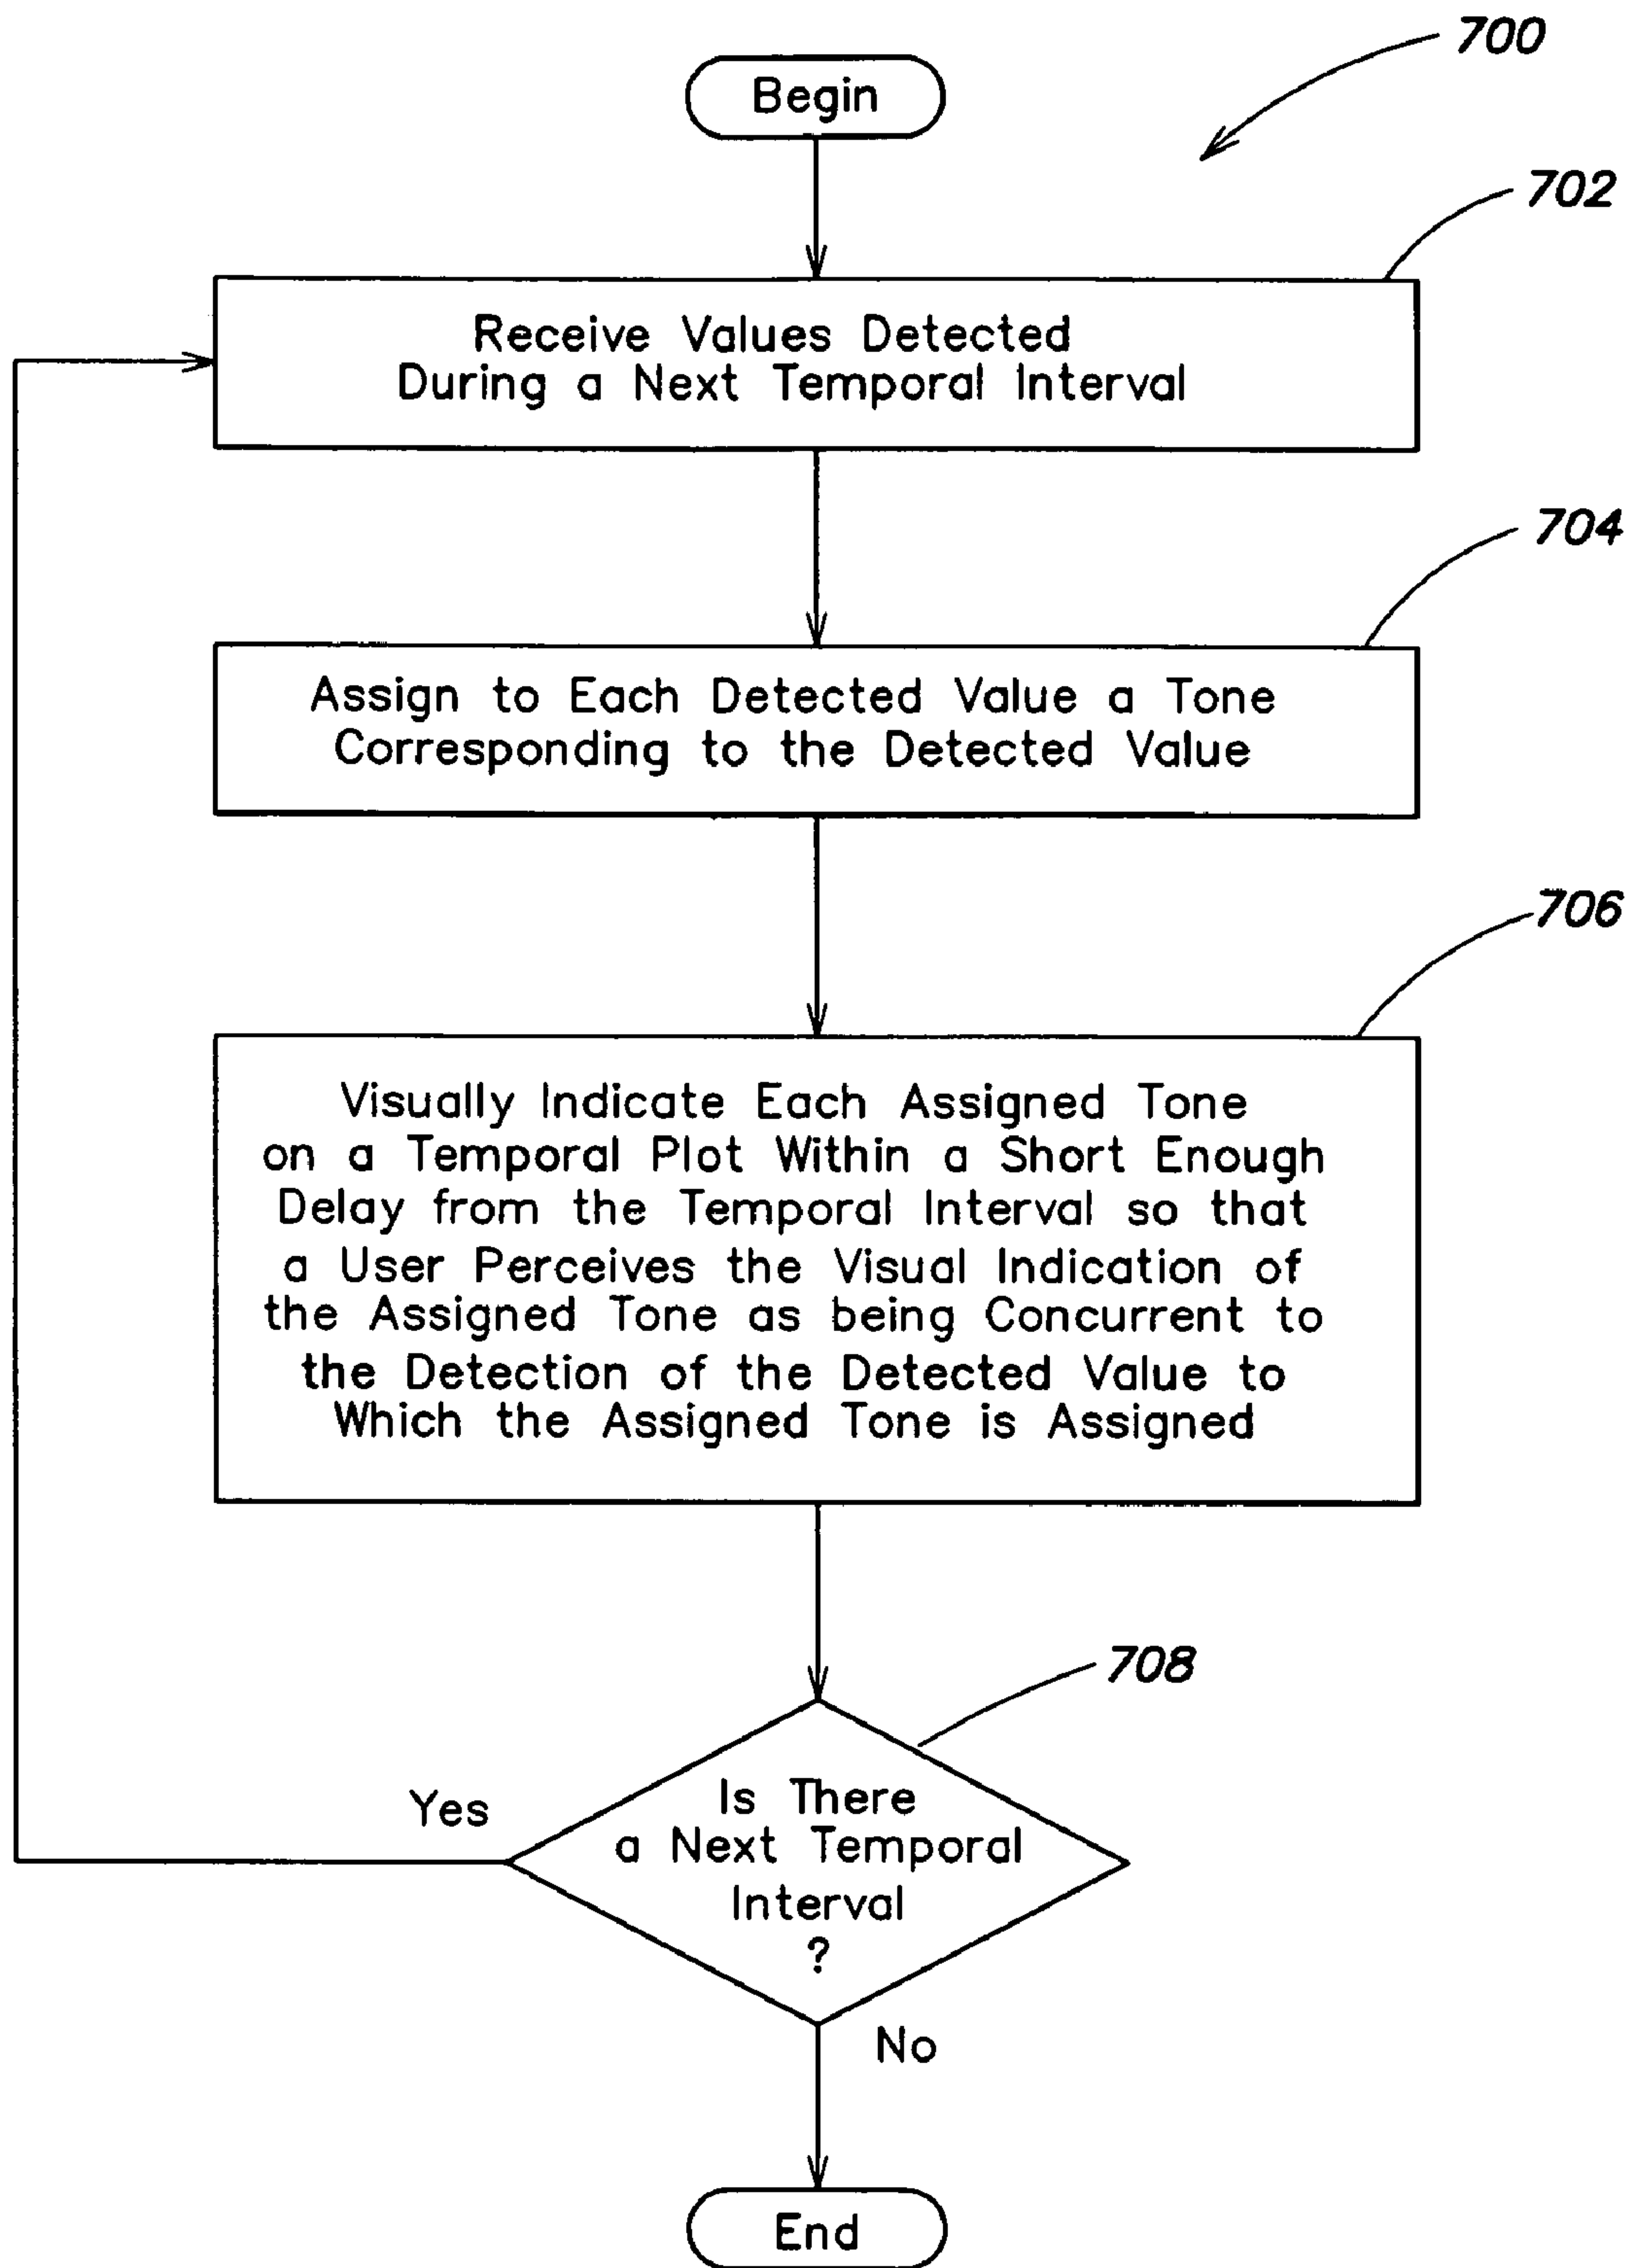 700
Begin
702
Receive Values Detected
During a Next Temporal Interval
704
Assign to Each Detected Value a Tone
Corresponding to the Detected Value
706
Visually Indicate Each Assigned Tone
on a Temporal Plot Within a Short Enough
Delay from the Temporal Interval so that
a User Perceives the Visual Indication of
the Assigned Tone as being Concurrent to
the Detection of the Detected Value to
Which the Assigned Tone is Assigned
708
Is There
a Next Temporal
Interval
?
Yes
No
End